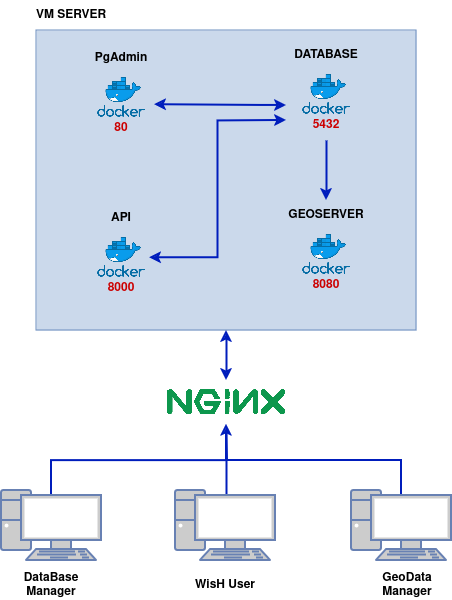 VM SERVER
PgAdmin
docker
80
DATABASE
docker
5432
API
docker
8000
GEOSERVER
docker
8080
NGINX
DataBase
Manager
WisH User
GeoData
Manager